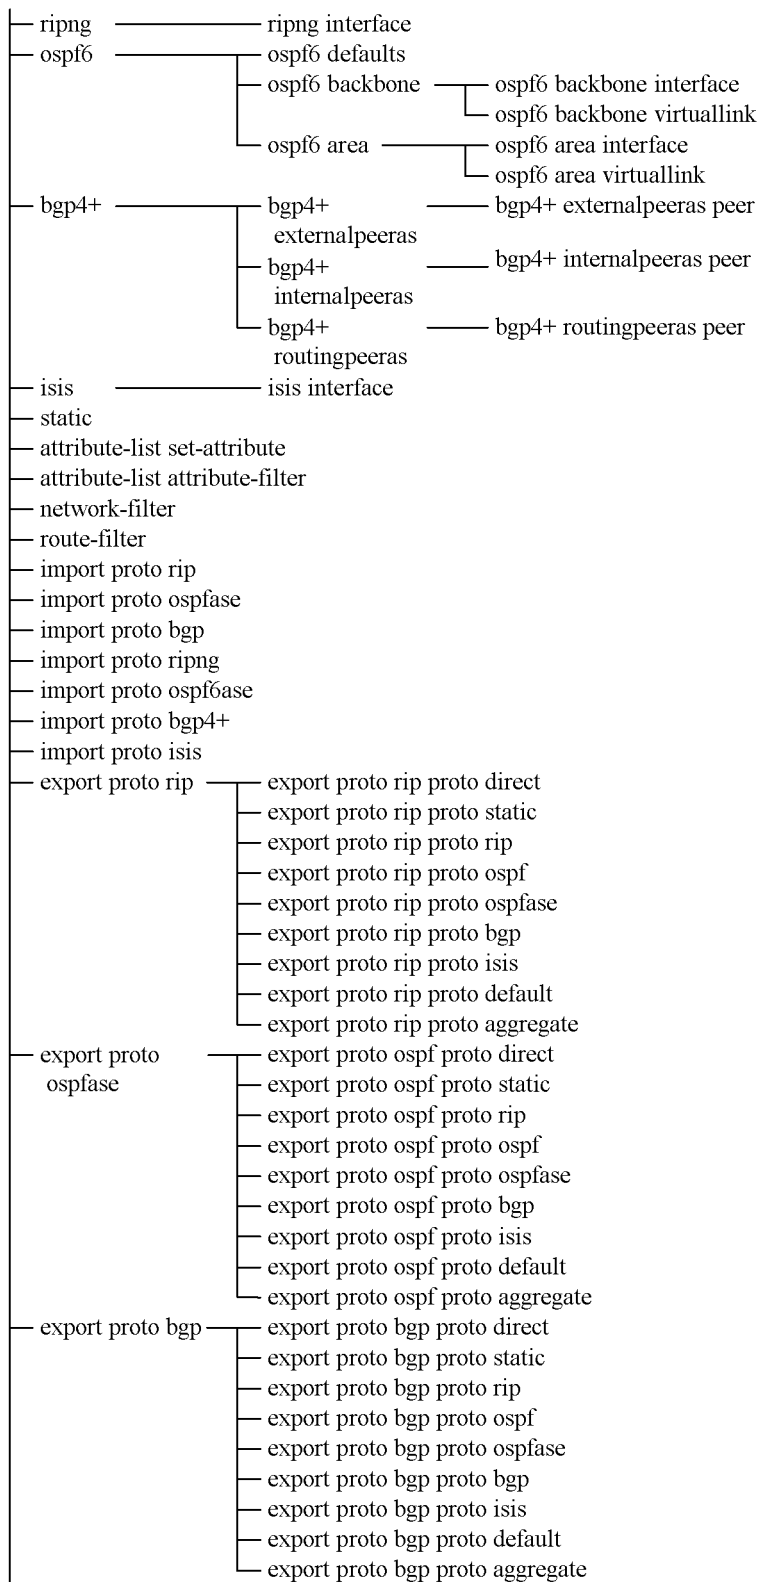 ripng ripng interface
ospf6 ospf6 defaults
ospf6 backbone ospf6 backbone interface
ospf6 backbone virtuallink
ospf6 area ospf6 area interface
ospf6 area virtuallink
bgp4+ bgp4+ bgp4+ externalpeeras peer
externalpeeras
bgp4+ bgp4+ internalpeeras peer
internalpeeras
bgp4+ bgp4+ routingpeeras peer
routingpeeras
isis isis interface
static
attribute-list set-attribute
attribute-list attribute-filter
network-filter
route-filter
import proto rip
import proto ospfase
import proto bgp
import proto ripng
import proto ospf6ase
import proto bgp4+
import proto isis
export proto rip export proto rip proto direct
export proto rip proto static
export proto rip proto rip
export proto rip proto ospf
export proto rip proto ospfase
export proto rip proto bgp
export proto rip proto isis
export proto rip proto default
export proto rip proto aggregate
export proto export proto ospf proto direct
ospfase export proto ospf proto static
export proto ospf proto rip
export proto ospf proto ospf
export proto ospf proto ospfase
export proto ospf proto bgp
export proto ospf proto isis
export proto ospf proto default
export proto ospf proto aggregate
export proto bgp export proto bgp proto direct
export proto bgp proto static
export proto bgp proto rip
export proto bgp proto ospf
export proto bgp proto ospfase
export proto bgp proto bgp
export proto bgp proto isis
export proto bgp proto default
export proto bgp proto aggregate